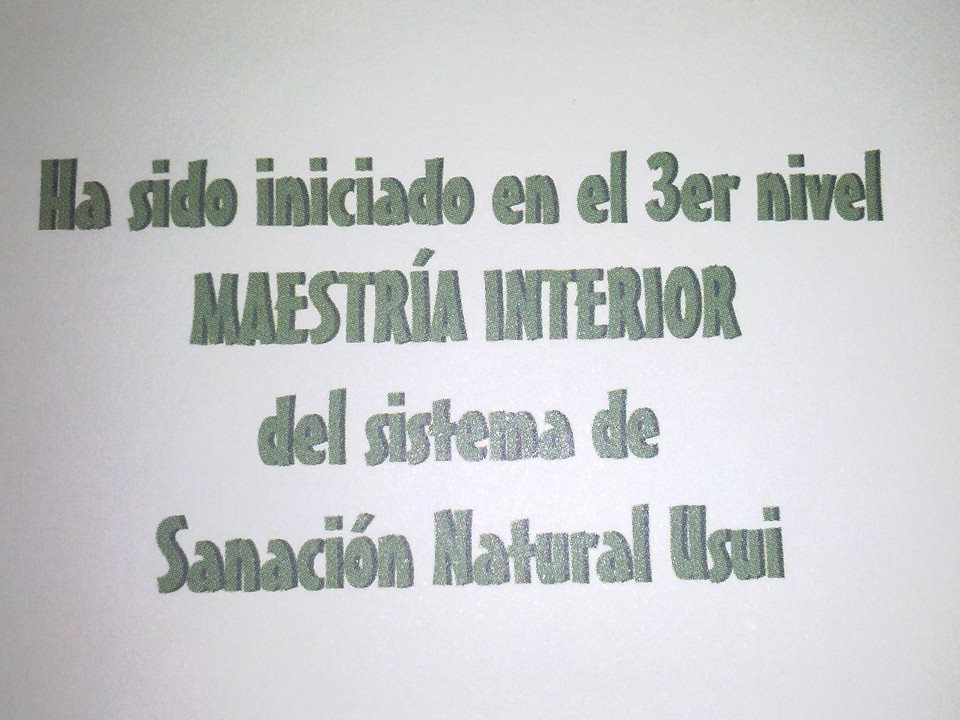 Ha sido iniciado en el 3er nivel
MAESTRÍA INTERIOR
del sistema de
Sanación Natural Usui